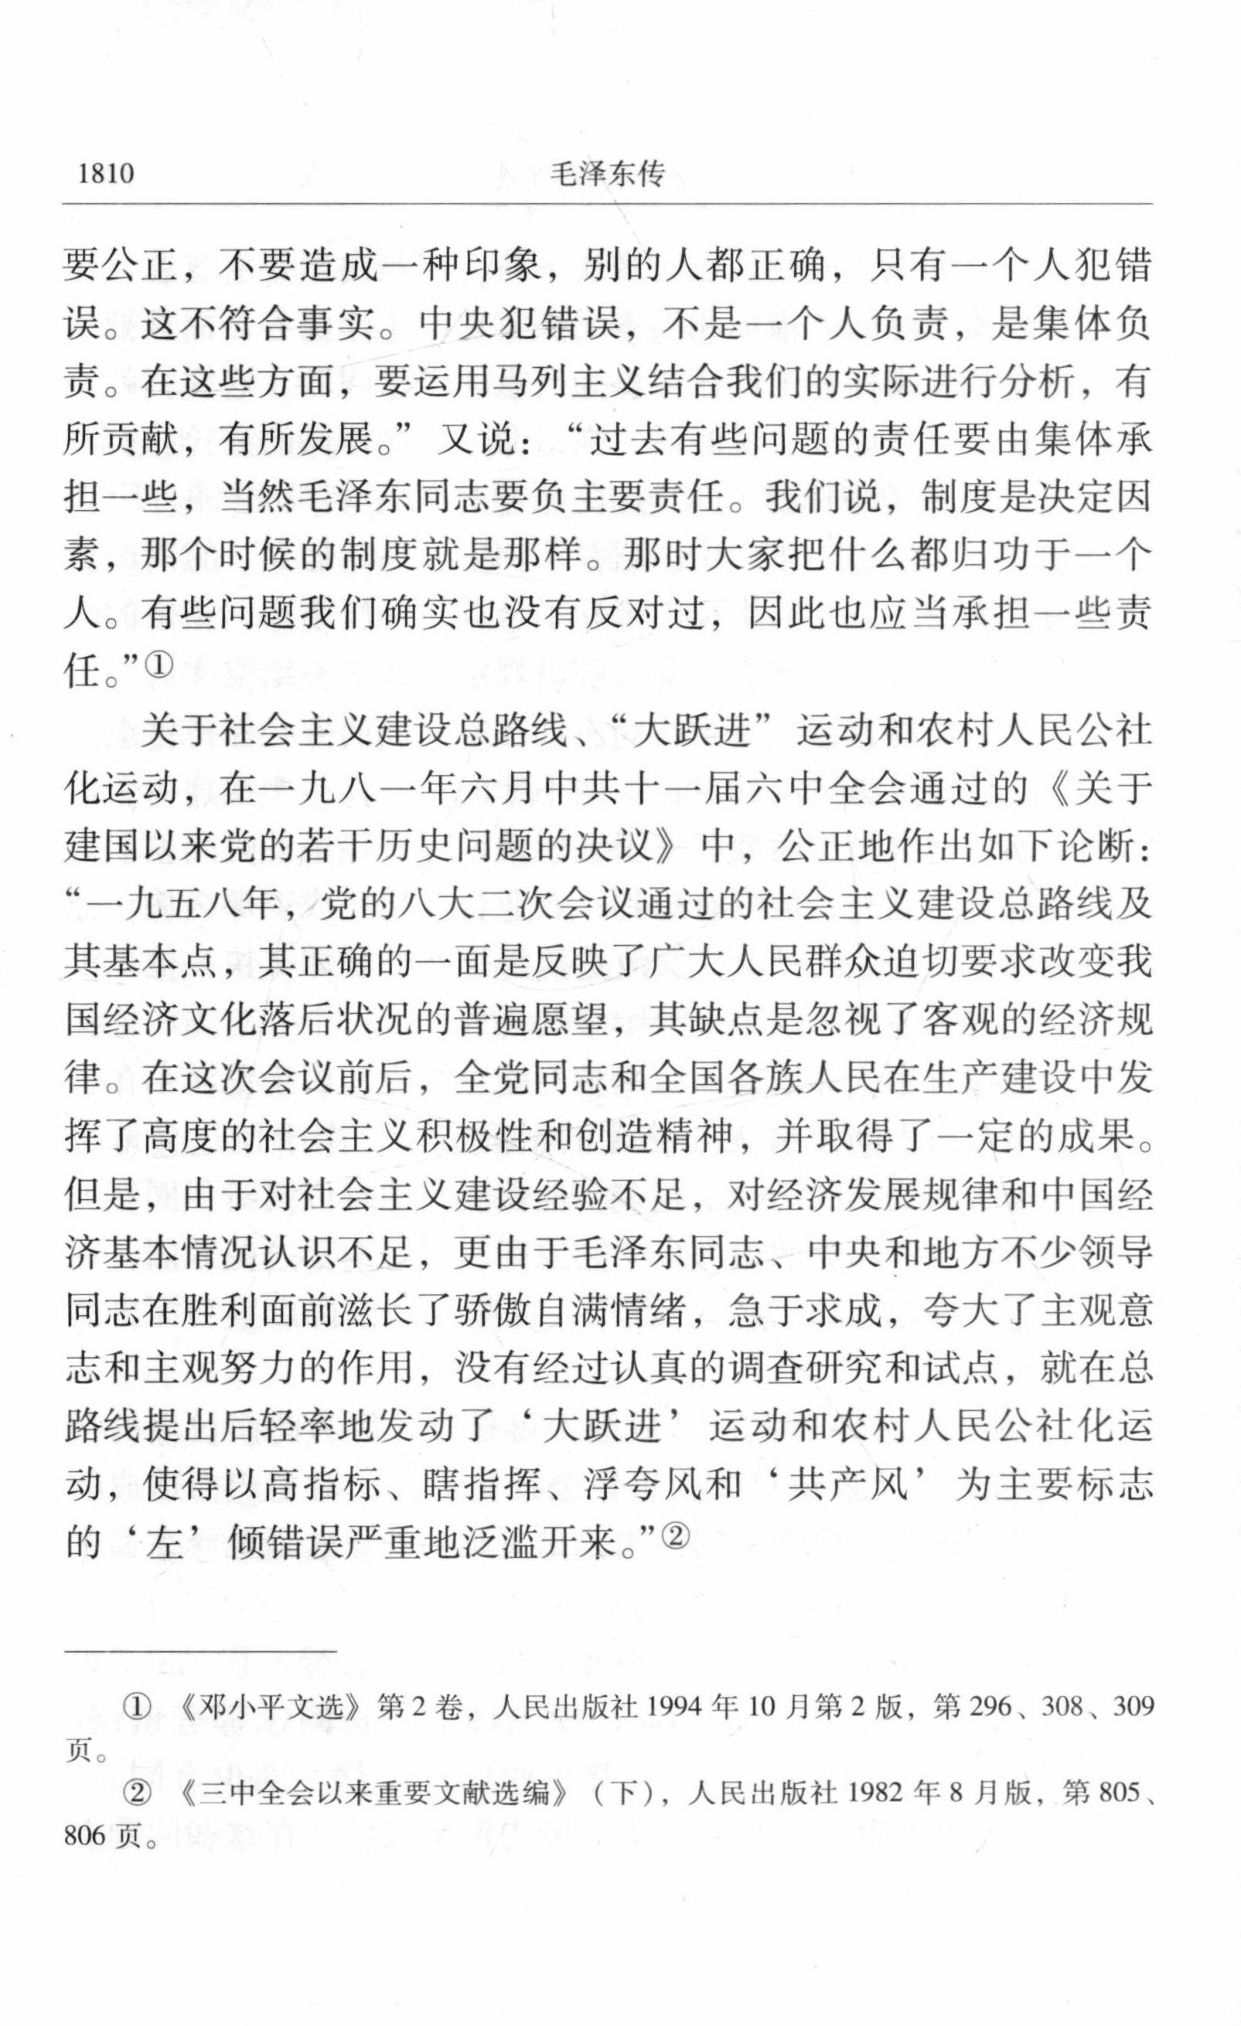 1810 毛泽东传
要公正，不要造成一种印象，别的人都正确，只有一个人犯错
误。这不符合事实。中央犯错误，不是一个人负责，是集体负
责。在这些方面，要运用马列主义结合我们的实际进行分析，有
所贡献，有所发展。”又说：“过去有些问题的责任要由集体承
担一些，当然毛泽东同志要负主要责任。我们说，制度是决定因
素，那个时候的制度就是那样。那时大家把什么都归功于一个
人。有些问题我们确实也没有反对过，因此也应当承担一些责
任。”①
关于社会主义建设总路线、“大跃进”运动和农村人民公社
化运动，在一九八一年六月中共十一届六中全会通过的《关于
建国以来党的若干历史问题的决议》中，公正地作出如下论断：
“一九五八年，党的八大二次会议通过的社会主义建设总路线及
其基本点，其正确的一面是反映了广大人民群众迫切要求改变我
国经济文化落后状况的普遍愿望，其缺点是忽视了客观的经济规
律。在这次会议前后，全党同志和全国各族人民在生产建设中发
挥了高度的社会主义积极性和创造精神，并取得了一定的成果。
但是，由于对社会主义建设经验不足，对经济发展规律和中国经
济基本情况认识不足，更由于毛泽东同志、中央和地方不少领导
同志在胜利面前滋长了骄傲自满情绪，急于求成，夸大了主观意
志和主观努力的作用，没有经过认真的调查研究和试点，就在总
路线提出后轻率地发动了‘大跃进’运动和农村人民公社化运
动，使得以高指标、瞎指挥、浮夸风和‘共产风’为主要标志
的‘左’倾错误严重地泛滥开来。”②
① 《邓小平文选》第2卷，人民出版社1994年10月第2版，第296、308、309
页。
② 《三中全会以来重要文献选编》（下），人民出版社1982年8月版，第805、
806页。